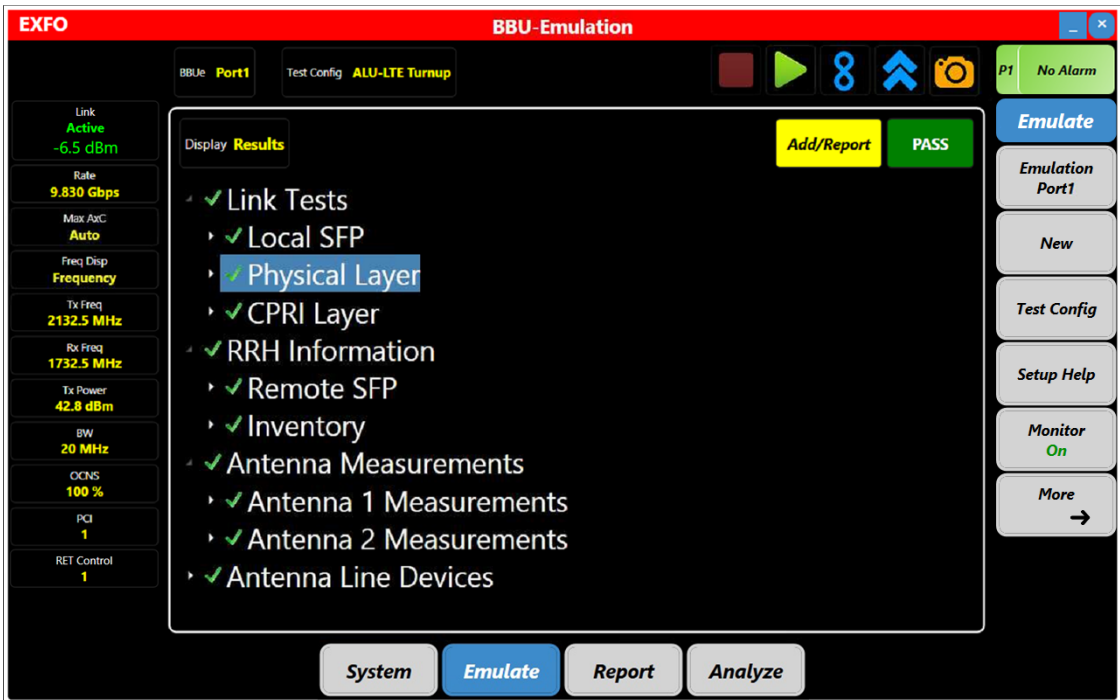 EXFO
BBU-Emulation
BBUe Port1
Test Config ALU-LTE Turnup
P1 No Alarm
Link
Active
-6.5 dBm
Rate
9.830 Gbps
Max AxC
Auto
Freq Disp
Frequency
Tx Freq
2132.5 MHz
Rx Freq
1732.5 MHz
Tx Power
42.8 dBm
BW
20 MHz
OCNS
100 %
PCI
1
RET Control
1
Display Results
Add/Report
PASS
Link Tests
Local SFP
Physical Layer
CPRI Layer
RRH Information
Remote SFP
Inventory
Antenna Measurements
Antenna 1 Measurements
Antenna 2 Measurements
Antenna Line Devices
Emulate
Emulation
Port1
New
Test Config
Setup Help
Monitor
On
More
System
Emulate
Report
Analyze